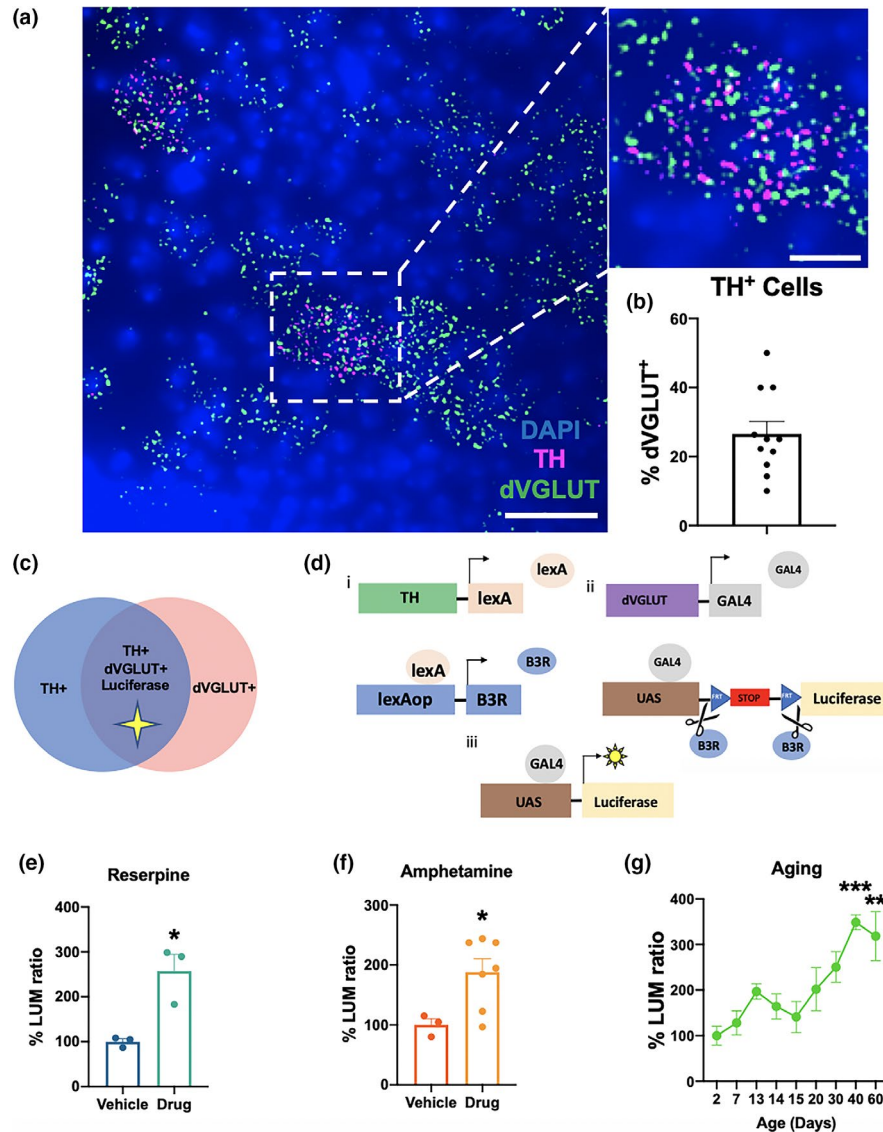 (a)
DAPI
TH
dVGLUT
(b)
TH+ Cells
% dVGLUT+
60
40
20
0
(c)
TH+
TH+
dVGLUT+
Luciferase
dVGLUT+
(d)
i
TH
lexA
lexA
ii
dVGLUT
GAL4
GAL4
lexA
lexAop
B3R
B3R
GAL4
UAS
FRT
STOP
FRT
Luciferase
B3R
B3R
iii
GAL4
UAS
Luciferase
(e)
Reserpine
% LUM ratio
400
300
200
100
0
*
Vehicle
Drug
(f)
Amphetamine
% LUM ratio
300
200
100
0
*
Vehicle
Drug
(g)
Aging
% LUM ratio
400
300
200
100
0
***
**
2 7 13 14 15 20 30 40 60
Age (Days)